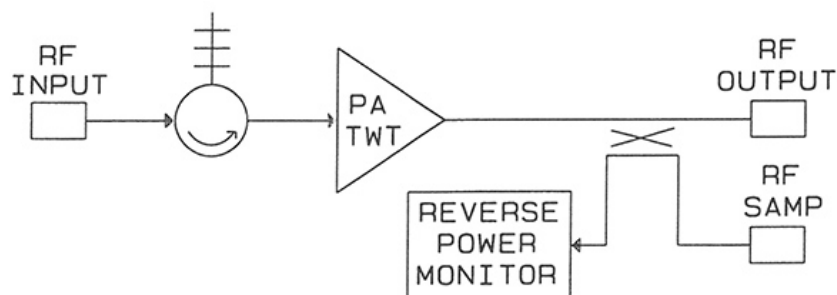 RF
INPUT
PA
TWT
RF
OUTPUT
RF
SAMP
REVERSE
POWER
MONITOR